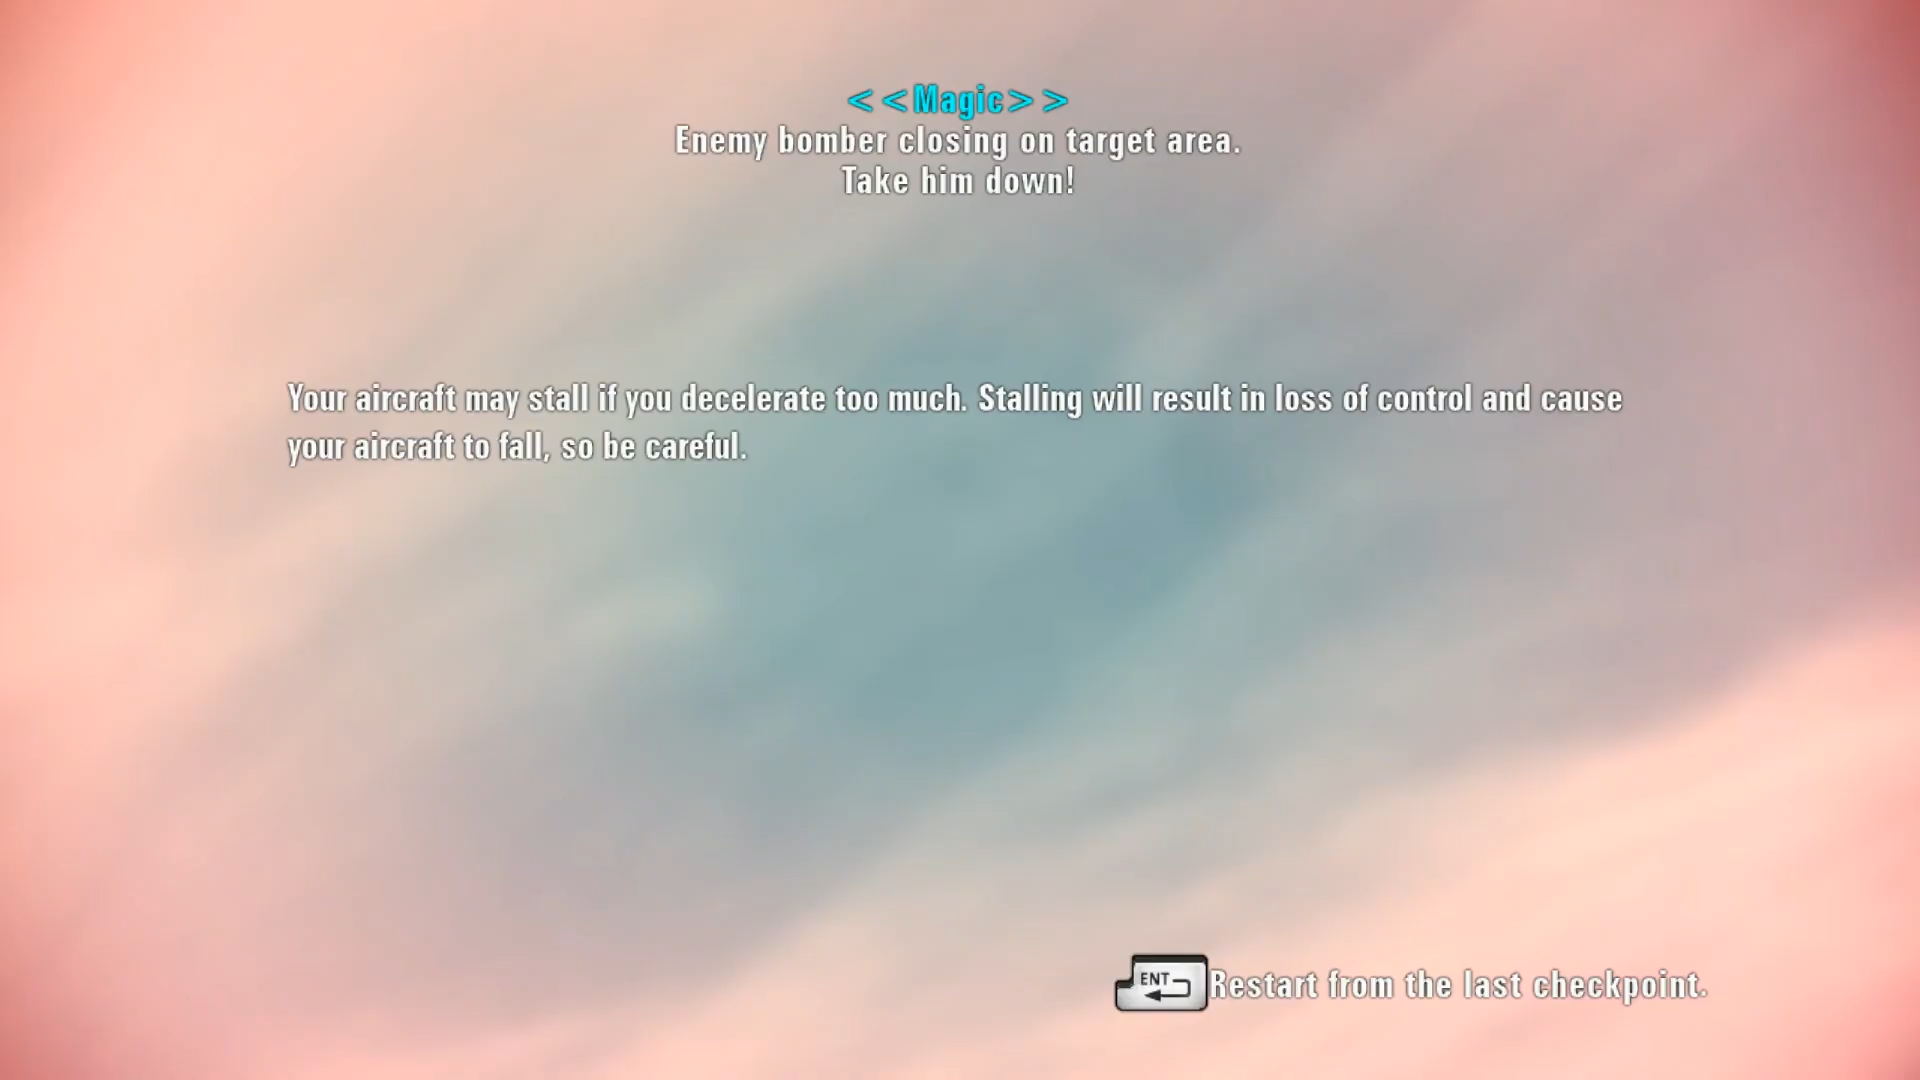 <<Magic>>
Enemy bomber closing on target area.
Take him down!
Your aircraft may stall if you decelerate too much. Stalling will result in loss of control and cause
your aircraft to fall, so be careful.
ENT Restart from the last checkpoint.